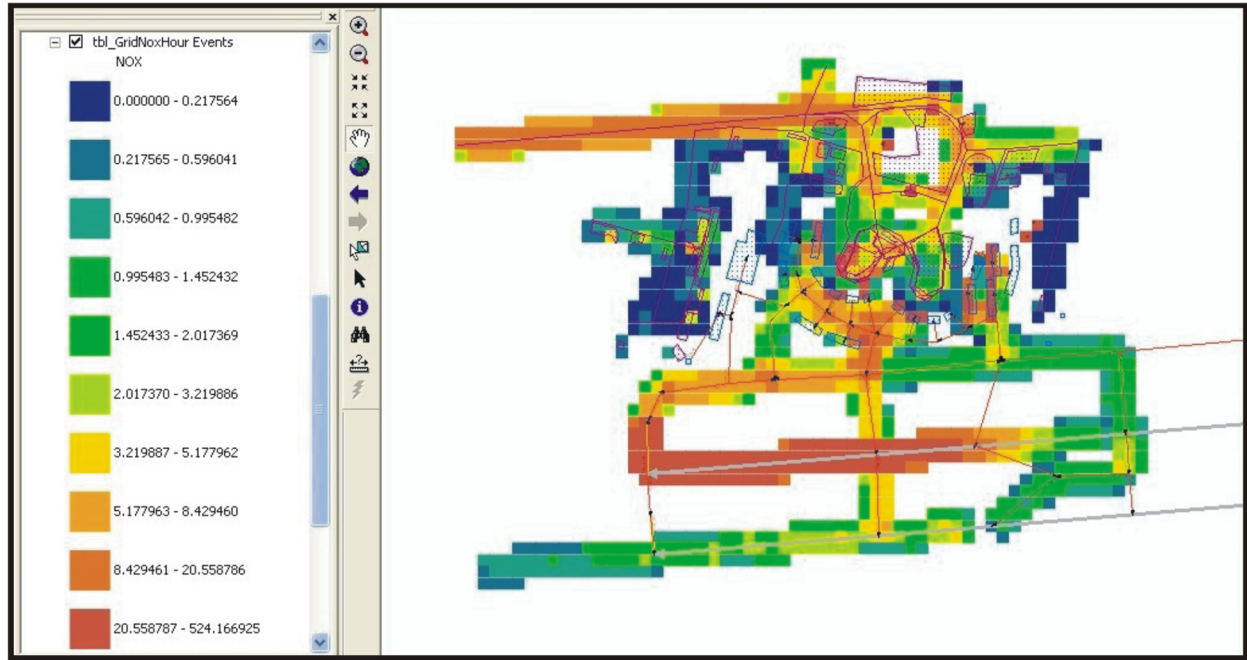 tbl_GridNoxHour Events
NOX
0.000000 - 0.217564
0.217565 - 0.596041
0.596042 - 0.995482
0.995483 - 1.452432
1.452433 - 2.017369
2.017370 - 3.219886
3.219887 - 5.177962
5.177963 - 8.429460
8.429461 - 20.558786
20.558787 - 524.166925